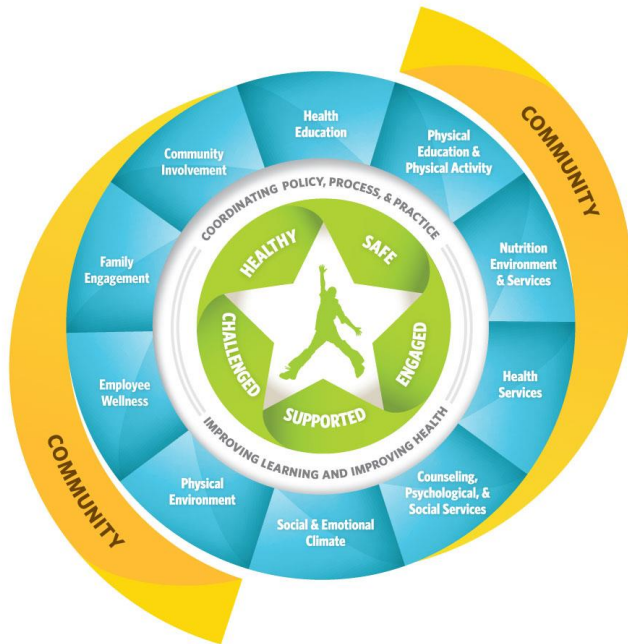 COMMUNITY
Health
Education
Physical
Education &
Physical Activity
Nutrition
Environment
& Services
Health
Services
Counseling,
Psychological, &
Social Services
Social & Emotional
Climate
Physical
Environment
Employee
Wellness
Family
Engagement
Community
Involvement
COORDINATING POLICY, PROCESS, & PRACTICE
IMPROVING LEARNING AND IMPROVING HEALTH
HEALTHY
SAFE
ENGAGED
SUPPORTED
CHALLENGED
COMMUNITY